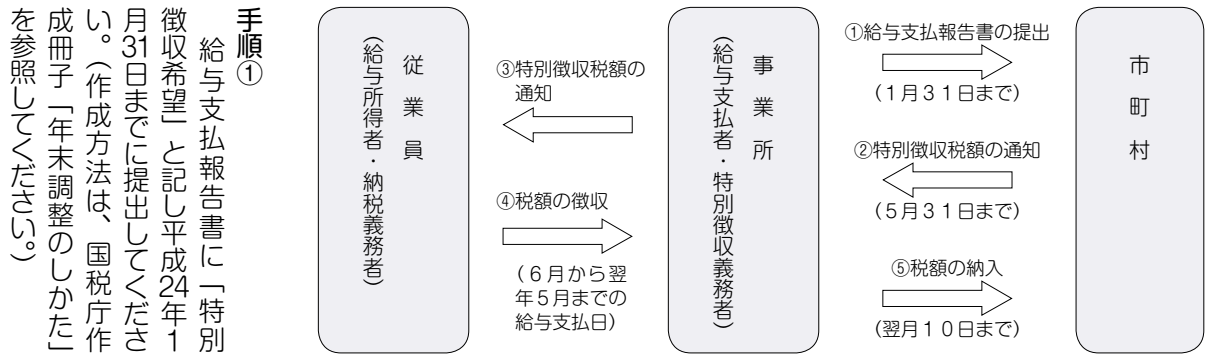 手順①
給与支払報告書に「特別
徴収希望」と記し平成24年1
月31日までに提出してくださ
い。（作成方法は、国税庁作
成冊子「年末調整のしかた」
を参照してください。）
従業員
（給与所得者・納税義務者）
③特別徴収税額の
通知
④税額の徴収
（６月から翌
年５月までの
給与支払日）
事業所
（給与支払者・特別徴収義務者）
①給与支払報告書の提出
（１月３１日まで）
②特別徴収税額の通知
（５月３１日まで）
⑤税額の納入
（翌月１０日まで）
市町村